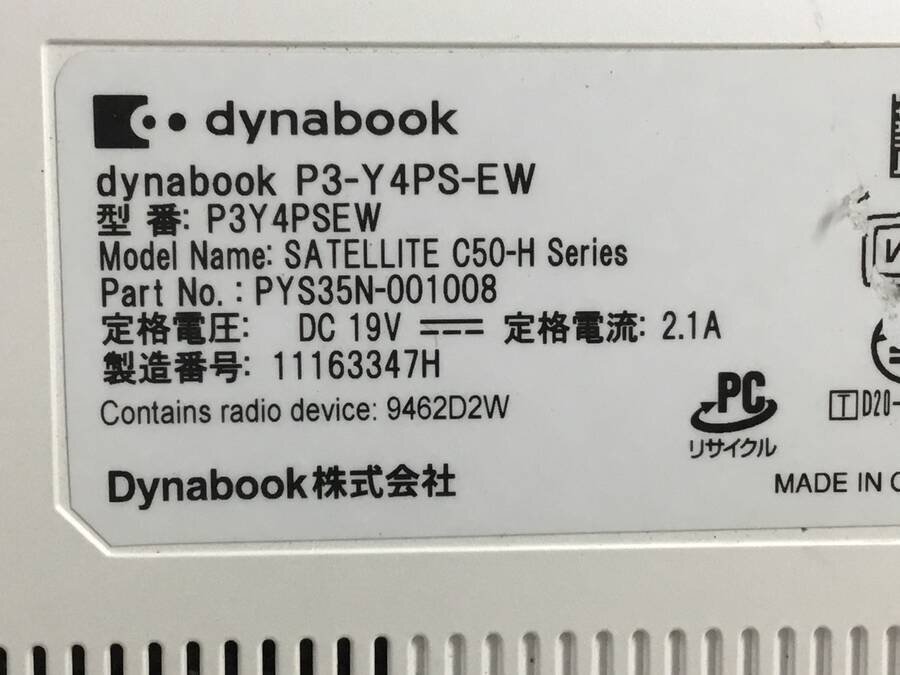 dynabook
dynabook P3-Y4PS-EW
型 番: P3Y4PSEW
Model Name: SATELLITE C50-H Series
Part No.: PYS35N-001008
定格電圧: DC 19V 定格電流: 2.1A
製造番号: 11163347H
Contains radio device: 9462D2W
PC
リサイクル
T D20-
Dynabook株式会社
MADE IN